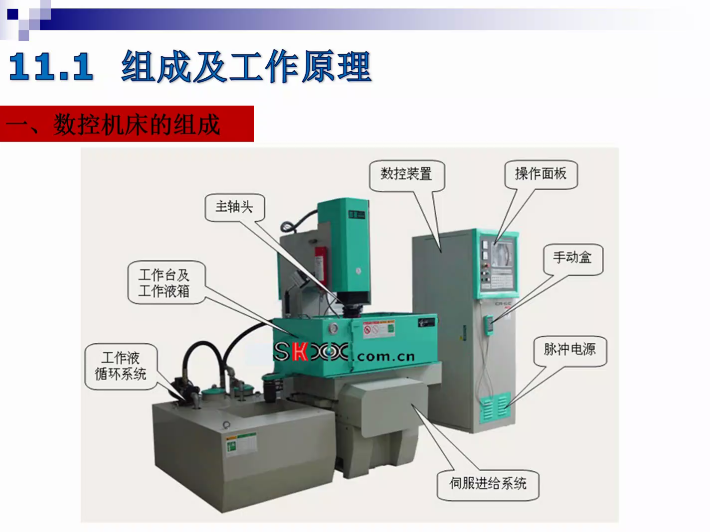 11.1 组成及工作原理
一、数控机床的组成
数控装置
操作面板
主轴头
手动盒
工作台及
工作液箱
SKXOX.com.cn
脉冲电源
工作液
循环系统
伺服进给系统